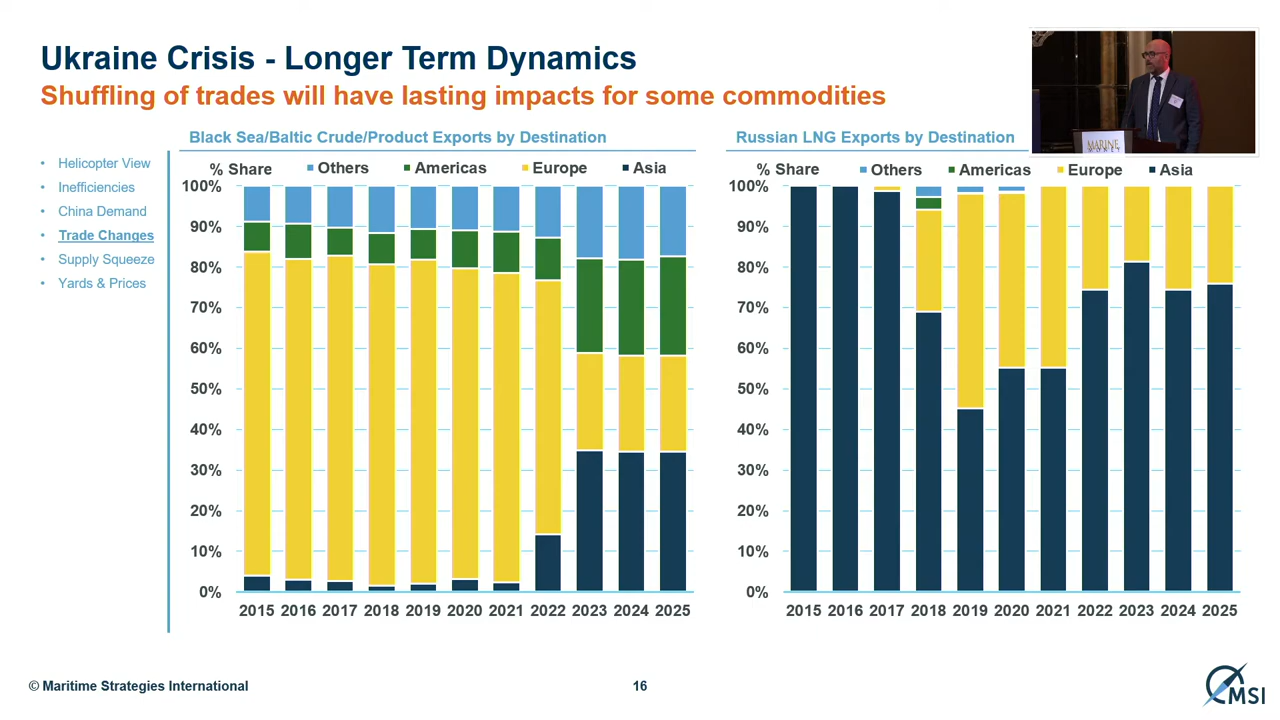 Ukraine Crisis - Longer Term Dynamics
Shuffling of trades will have lasting impacts for some commodities
• Helicopter View
• Inefficiencies
• China Demand
• Trade Changes
• Supply Squeeze
• Yards & Prices
Black Sea/Baltic Crude/Product Exports by Destination
% Share Others Americas Europe Asia
100%
90%
80%
70%
60%
50%
40%
30%
20%
10%
0%
2015 2016 2017 2018 2019 2020 2021 2022 2023 2024 2025
Russian LNG Exports by Destination
% Share Others Americas Europe Asia
100%
90%
80%
70%
60%
50%
40%
30%
20%
10%
0%
2015 2016 2017 2018 2019 2020 2021 2022 2023 2024 2025
MARINE
MONEY
© Maritime Strategies International
16
MSI